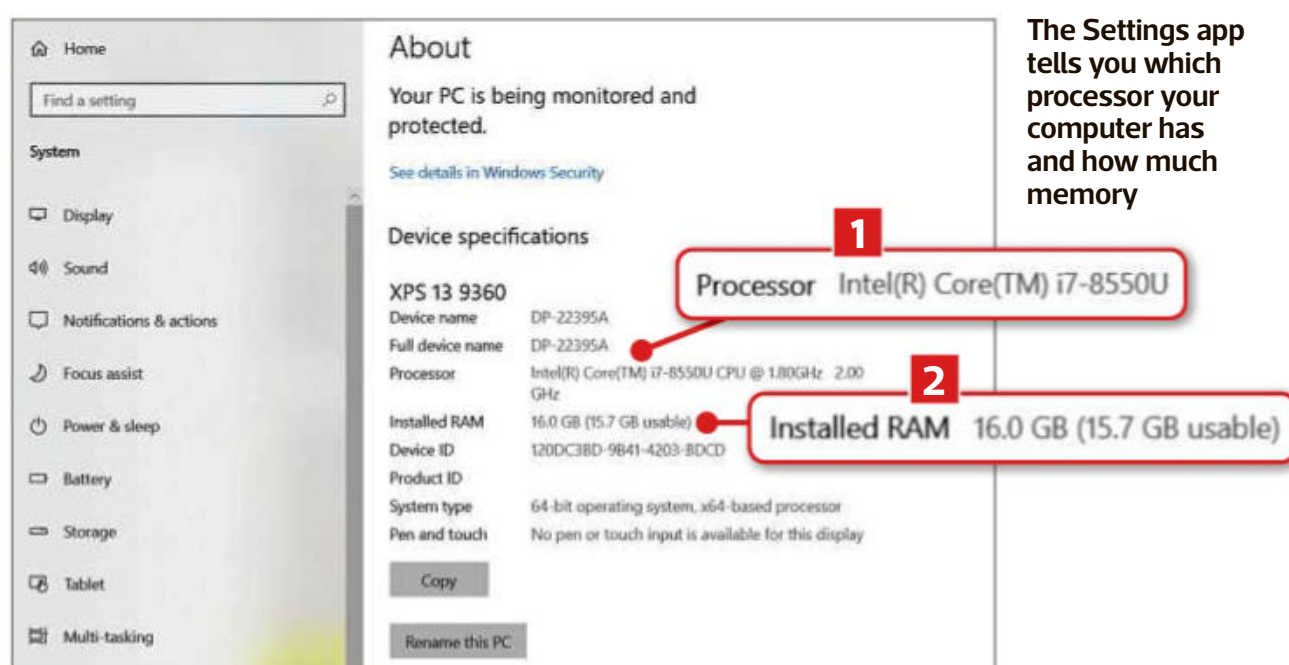 Home
Find a setting
System
Display
Sound
Notifications & actions
Focus assist
Power & sleep
Battery
Storage
Tablet
Multi-tasking
About
Your PC is being monitored and
protected.
See details in Windows Security
Device specifications
XPS 13 9360
Device name DP-22395A
Full device name DP-22395A
Processor Intel(R) Core(TM) i7-8550U CPU @ 1.80GHz 2.00
GHz
Installed RAM 16.0 GB (15.7 GB usable)
Device ID 120DC3BD-9B41-4203-BDCD
Product ID
System type 64-bit operating system, x64-based processor
Pen and touch No pen or touch input is available for this display
Copy
Rename this PC
1
Processor Intel(R) Core(TM) i7-8550U
2
Installed RAM 16.0 GB (15.7 GB usable)
The Settings app
tells you which
processor your
computer has
and how much
memory